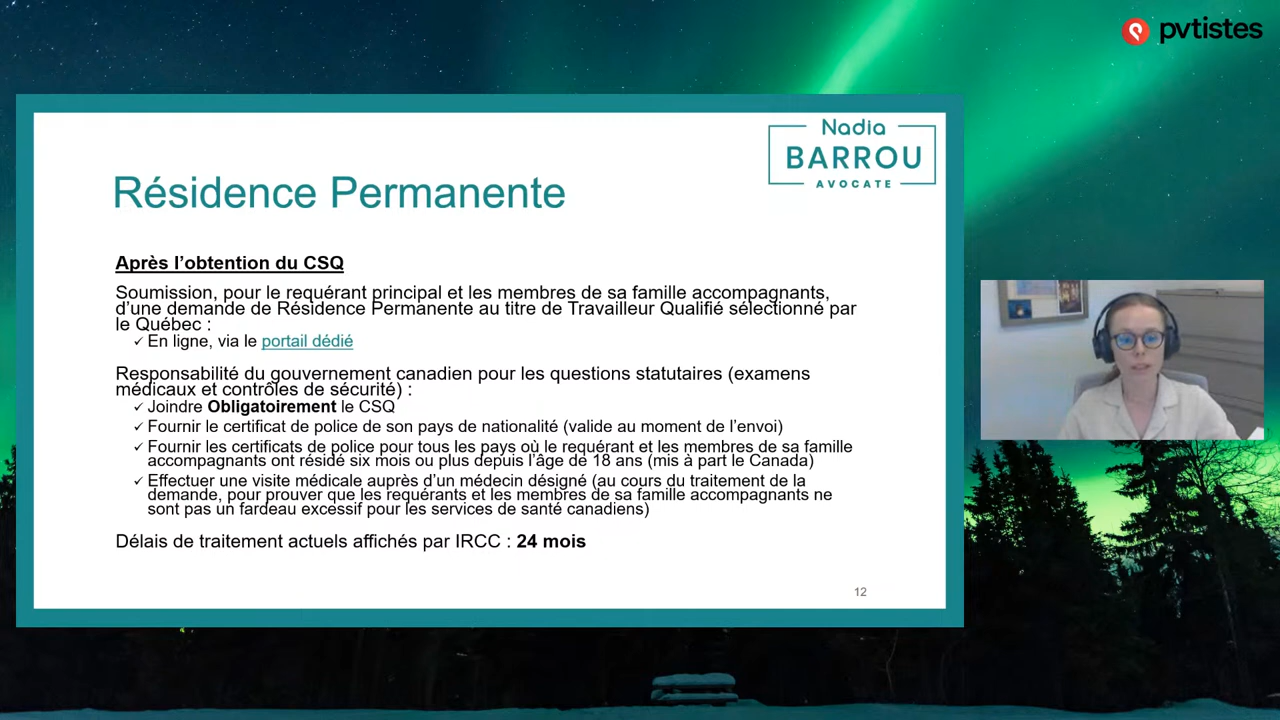 pvtistes
Nadia
BARROU
AVOCATE
Résidence Permanente
Après l’obtention du CSQ
Soumission, pour le requérant principal et les membres de sa famille accompagnants,
d’une demande de Résidence Permanente au titre de Travailleur Qualifié sélectionné par
le Québec :
✓ En ligne, via le portail dédié
Responsabilité du gouvernement canadien pour les questions statutaires (examens
médicaux et contrôles de sécurité) :
✓ Joindre Obligatoirement le CSQ
✓ Fournir le certificat de police de son pays de nationalité (valide au moment de l’envoi)
✓ Fournir les certificats de police pour tous les pays où le requérant et les membres de sa famille
accompagnants ont résidé six mois ou plus depuis l’âge de 18 ans (mis à part le Canada)
✓ Effectuer une visite médicale auprès d’un médecin désigné (au cours du traitement de la
demande, pour prouver que les requérants et les membres de sa famille accompagnants ne
sont pas un fardeau excessif pour les services de santé canadiens)
Délais de traitement actuels affichés par IRCC : 24 mois
12